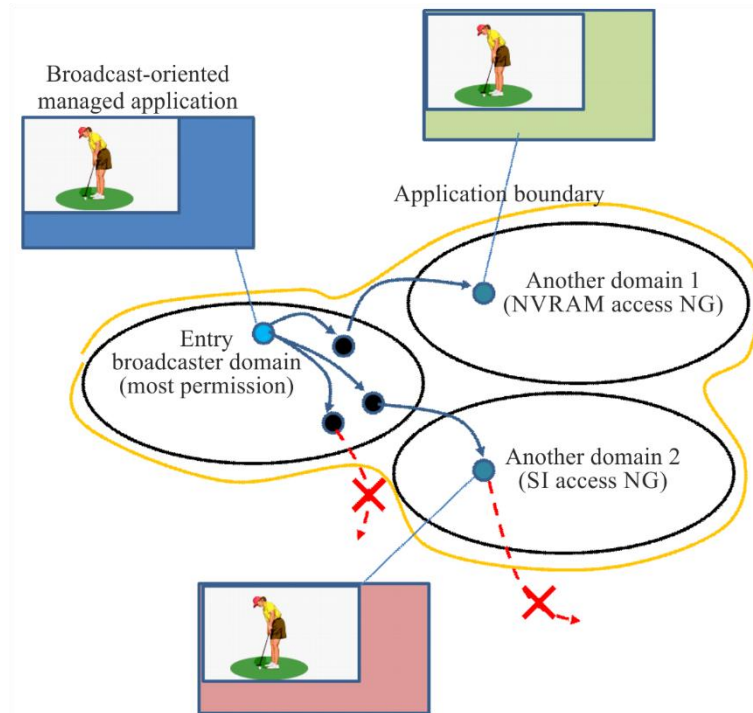 Broadcast-oriented
managed application
Application boundary
Another domain 1
(NVRAM access NG)
Entry
broadcaster domain
(most permission)
Another domain 2
(SI access NG)